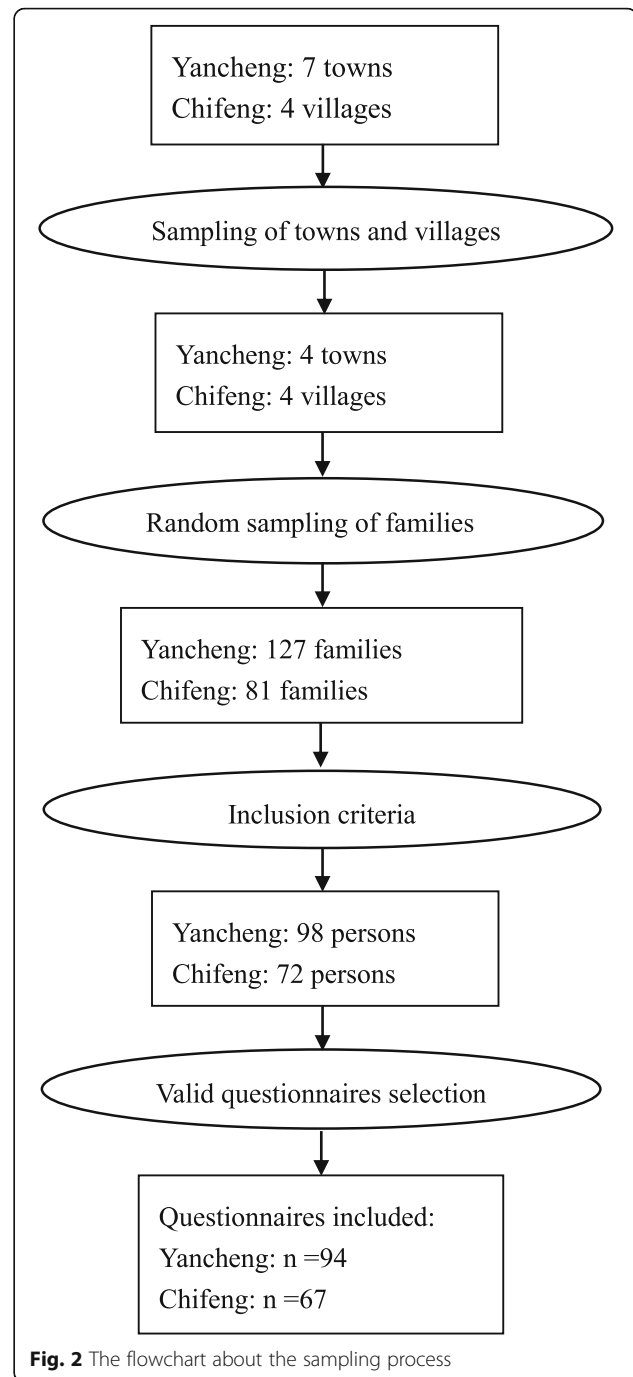 Yancheng: 7 towns
Chifeng: 4 villages
Sampling of towns and villages
Yancheng: 4 towns
Chifeng: 4 villages
Random sampling of families
Yancheng: 127 families
Chifeng: 81 families
Inclusion criteria
Yancheng: 98 persons
Chifeng: 72 persons
Valid questionnaires selection
Questionnaires included:
Yancheng: n =94
Chifeng: n =67
Fig. 2 The flowchart about the sampling process